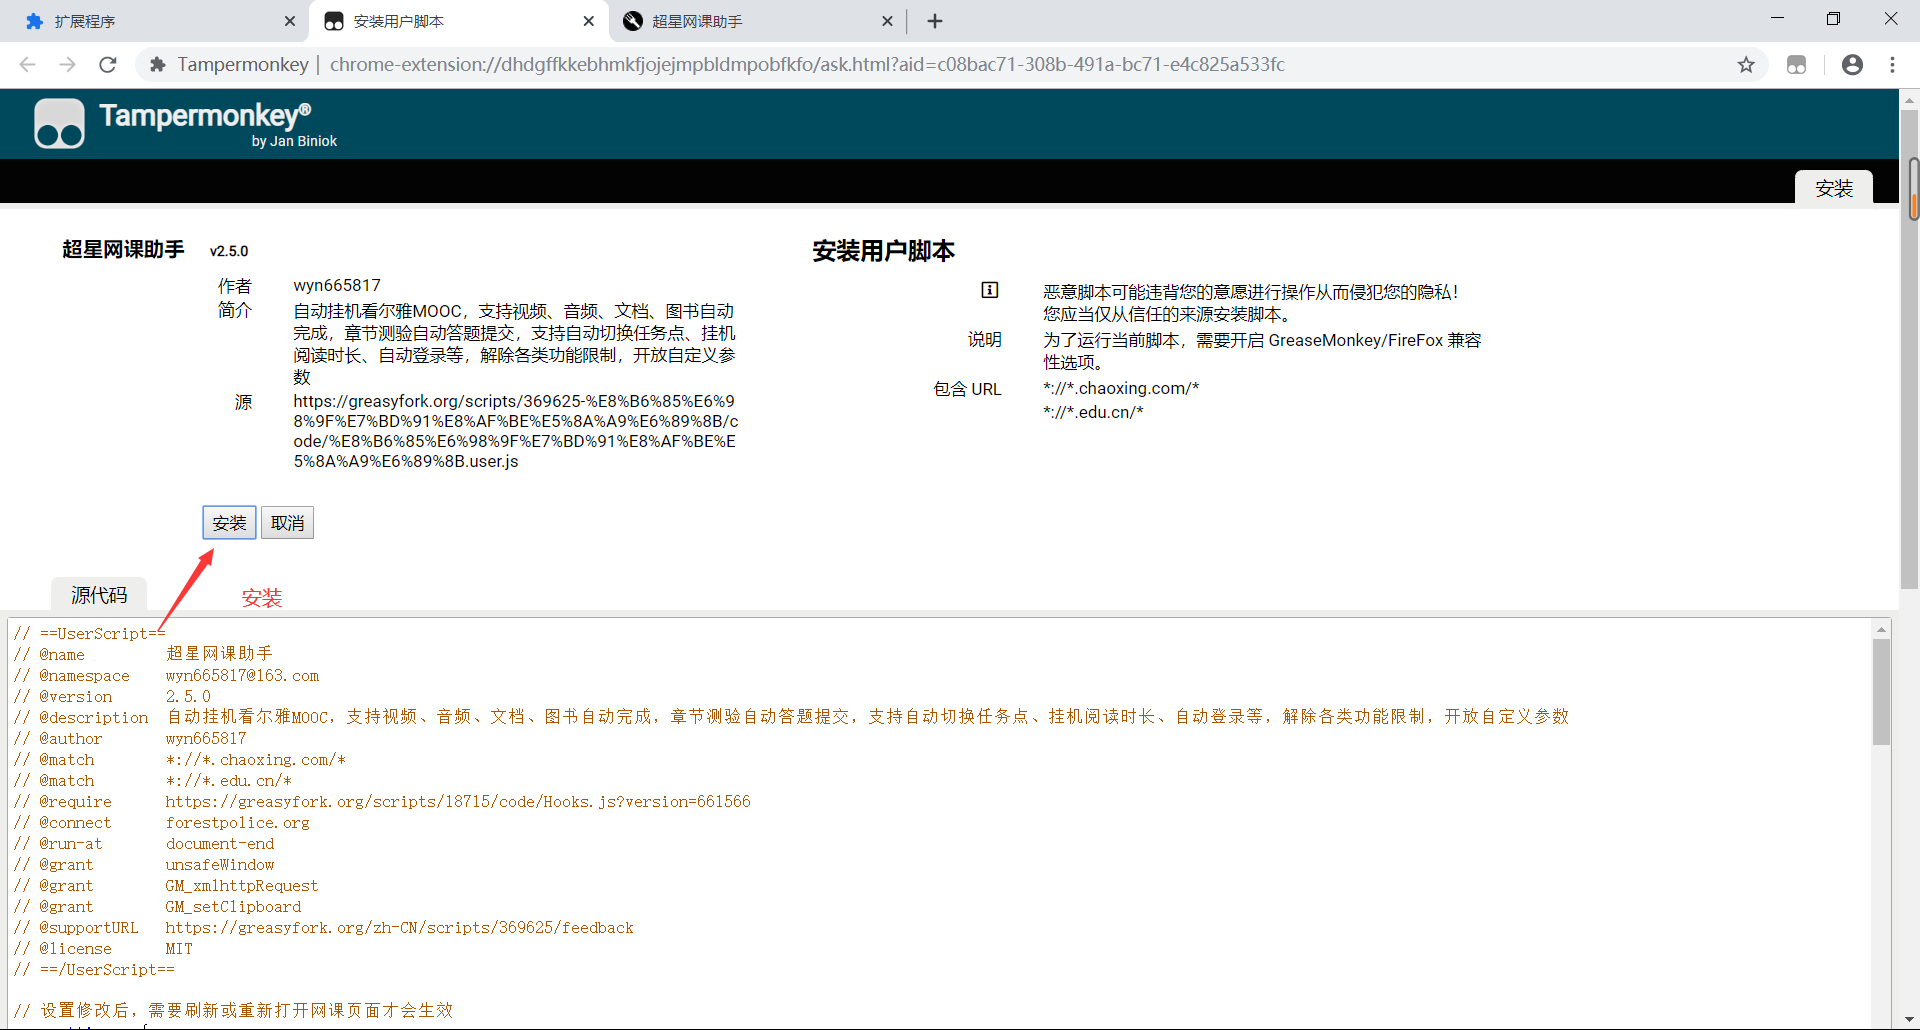 扩展程序
安装用户脚本
超星网课助手
Tampermonkey | chrome-extension://dhdgffkkebhmkfjojejmpbldmpobfkfo/ask.html?aid=c08bac71-308b-491a-bc71-e4c825a533fc
Tampermonkey®
by Jan Biniok
安装
超星网课助手 v2.5.0
作者 wyn665817
简介 自动挂机看尔雅MOOC，支持视频、音频、文档、图书自动
完成，章节测验自动答题提交，支持自动切换任务点、挂机
阅读时长、自动登录等，解除各类功能限制，开放自定义参
数
源 https://greasyfork.org/scripts/369625-%E8%B6%85%E6%9
8%9F%E7%BD%91%E8%AF%BE%E5%8A%A9%E6%89%8B/c
ode/%E8%B6%85%E6%98%9F%E7%BD%91%E8%AF%BE%E
5%8A%A9%E6%89%8B.user.js
安装用户脚本
恶意脚本可能违背您的意愿进行操作从而侵犯您的隐私！
您应当仅从信任的来源安装脚本。
说明 为了运行当前脚本，需要开启 GreaseMonkey/FireFox 兼容
性选项。
包含 URL *://*.chaoxing.com/*
*://*.edu.cn/*
安装 取消
源代码
安装
// ==UserScript==
// @name 超星网课助手
// @namespace wyn665817@163.com
// @version 2.5.0
// @description 自动挂机看尔雅MOOC，支持视频、音频、文档、图书自动完成，章节测验自动答题提交，支持自动切换任务点、挂机阅读时长、自动登录等，解除各类功能限制，开放自定义参数
// @author wyn665817
// @match *://*.chaoxing.com/*
// @match *://*.edu.cn/*
// @require https://greasyfork.org/scripts/18715/code/Hooks.js?version=661566
// @connect forestpolice.org
// @run-at document-end
// @grant unsafeWindow
// @grant GM_xmlhttpRequest
// @grant GM_setClipboard
// @supportURL https://greasyfork.org/zh-CN/scripts/369625/feedback
// @license MIT
// ==/UserScript==
// 设置修改后，需要刷新或重新打开网课页面才会生效